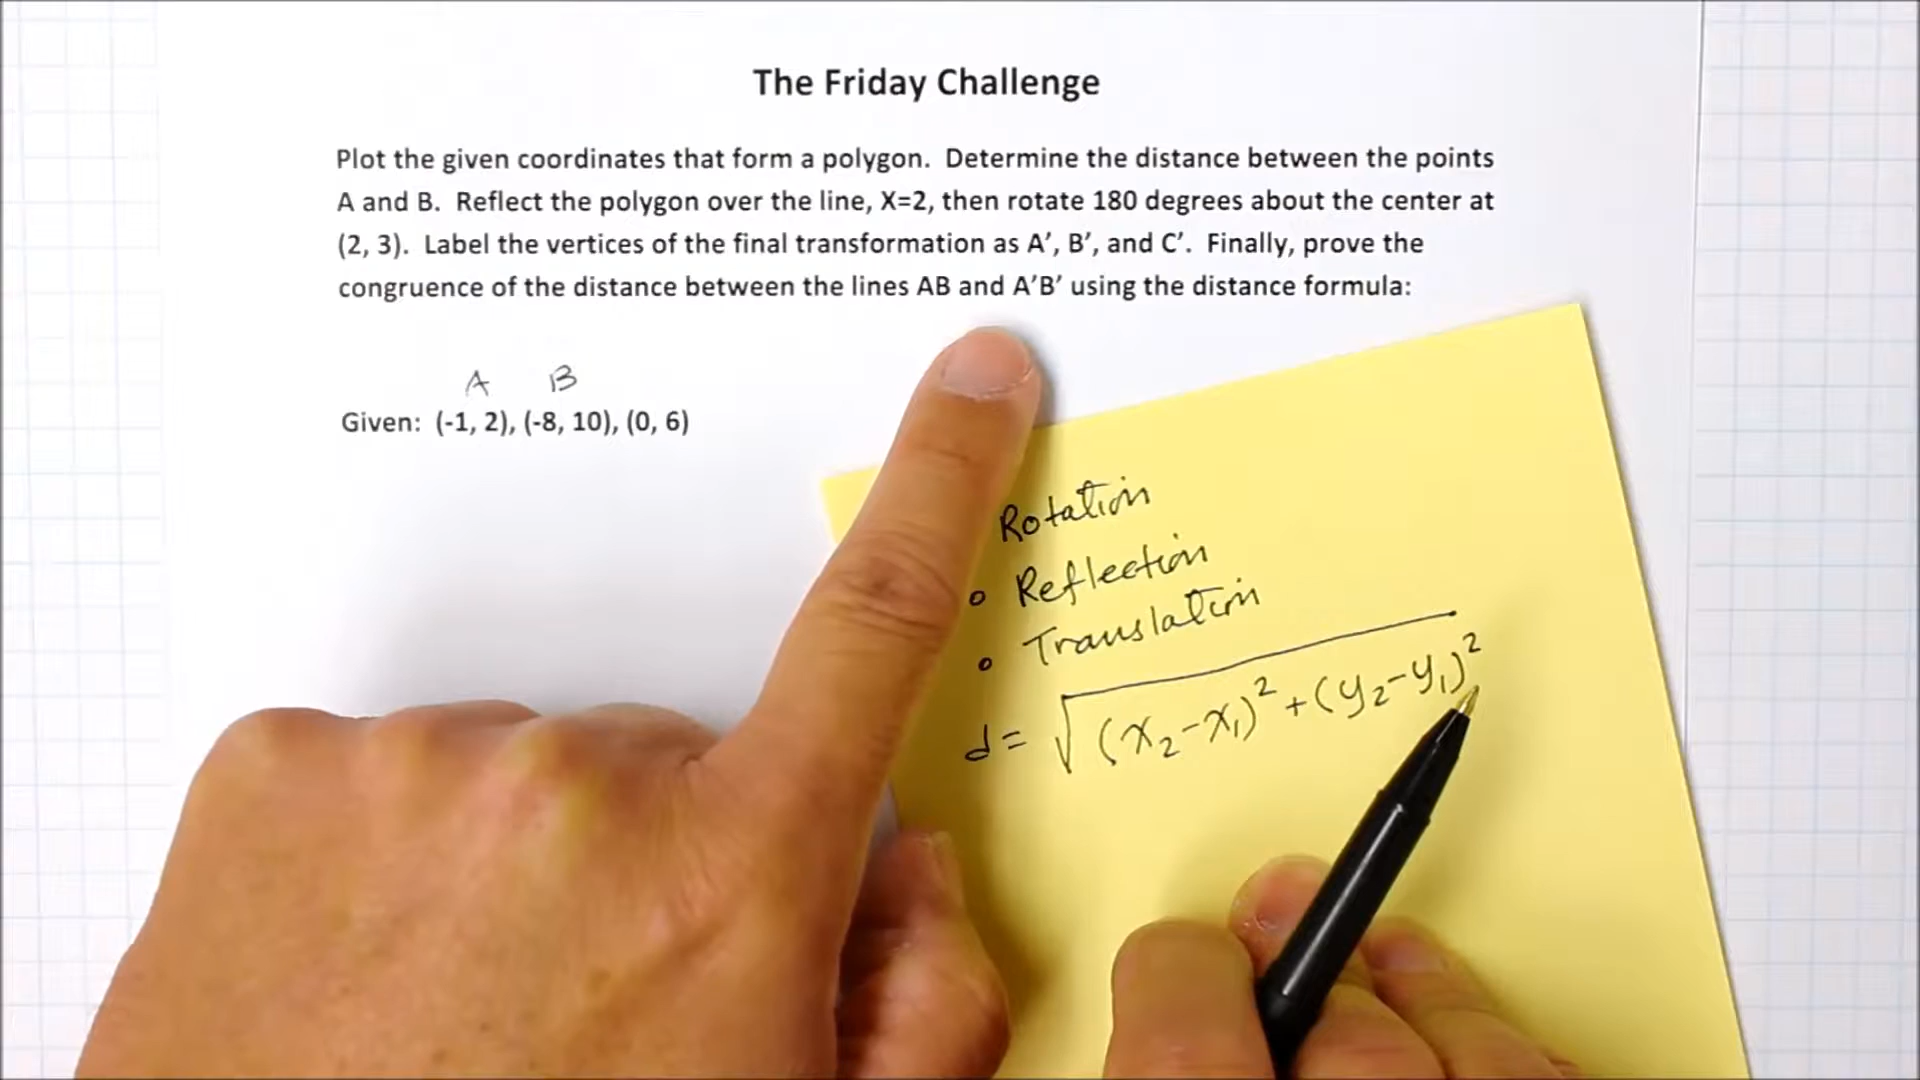 The Friday Challenge
Plot the given coordinates that form a polygon. Determine the distance between the points
A and B. Reflect the polygon over the line, X=2, then rotate 180 degrees about the center at
(2, 3). Label the vertices of the final transformation as A′, B′, and C′. Finally, prove the
congruence of the distance between the lines AB and A′B′ using the distance formula:
A B
Given: (-1, 2), (-8, 10), (0, 6)
Rotation
• Reflection
• Translation
d = √(x₂-x₁)² + (y₂-y₁)²